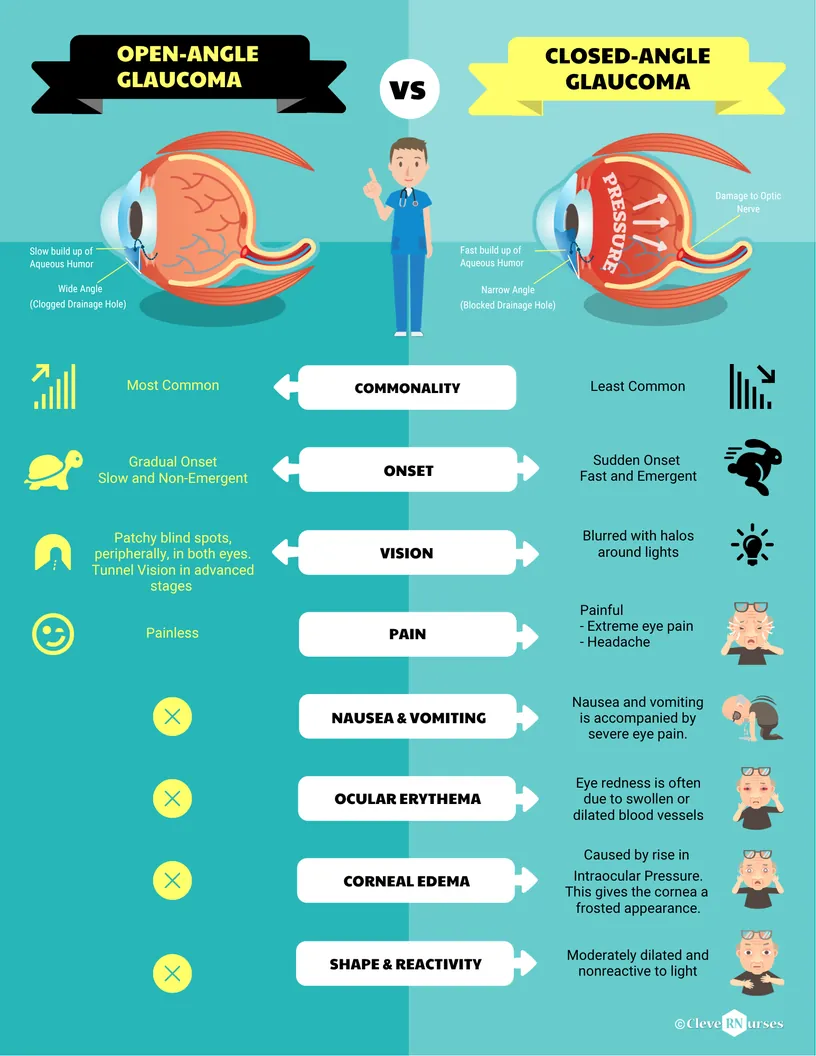 OPEN-ANGLE
GLAUCOMA
VS
CLOSED-ANGLE
GLAUCOMA
Slow build up of
Aqueous Humor
Wide Angle
(Clogged Drainage Hole)
PRESSURE
Damage to Optic
Nerve
Fast build up of
Aqueous Humor
Narrow Angle
(Blocked Drainage Hole)
Most Common
COMMONALITY
Least Common
Gradual Onset
Slow and Non-Emergent
ONSET
Sudden Onset
Fast and Emergent
Patchy blind spots,
peripherally, in both eyes.
Tunnel Vision in advanced
stages
VISION
Blurred with halos
around lights
Painless
PAIN
Painful
- Extreme eye pain
- Headache
NAUSEA & VOMITING
Nausea and vomiting
is accompanied by
severe eye pain.
OCULAR ERYTHEMA
Eye redness is often
due to swollen or
dilated blood vessels
CORNEAL EDEMA
Caused by rise in
Intraocular Pressure.
This gives the cornea a
frosted appearance.
SHAPE & REACTIVITY
Moderately dilated and
nonreactive to light
©CleveRNurses